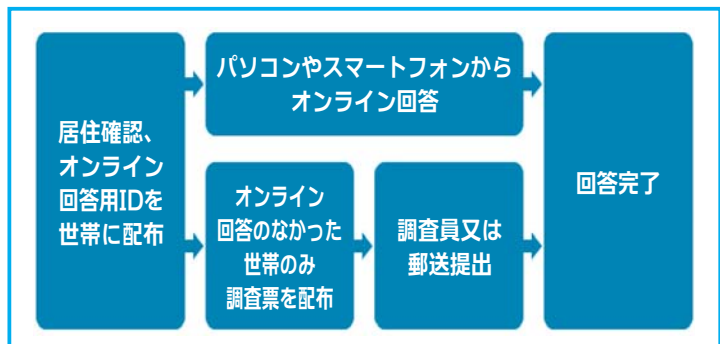 居住確認、
オンライン
回答用IDを
世帯に配布
パソコンやスマートフォンから
オンライン回答
オンライン
回答のなかった
世帯のみ
調査票を配布
調査員又は
郵送提出
回答完了